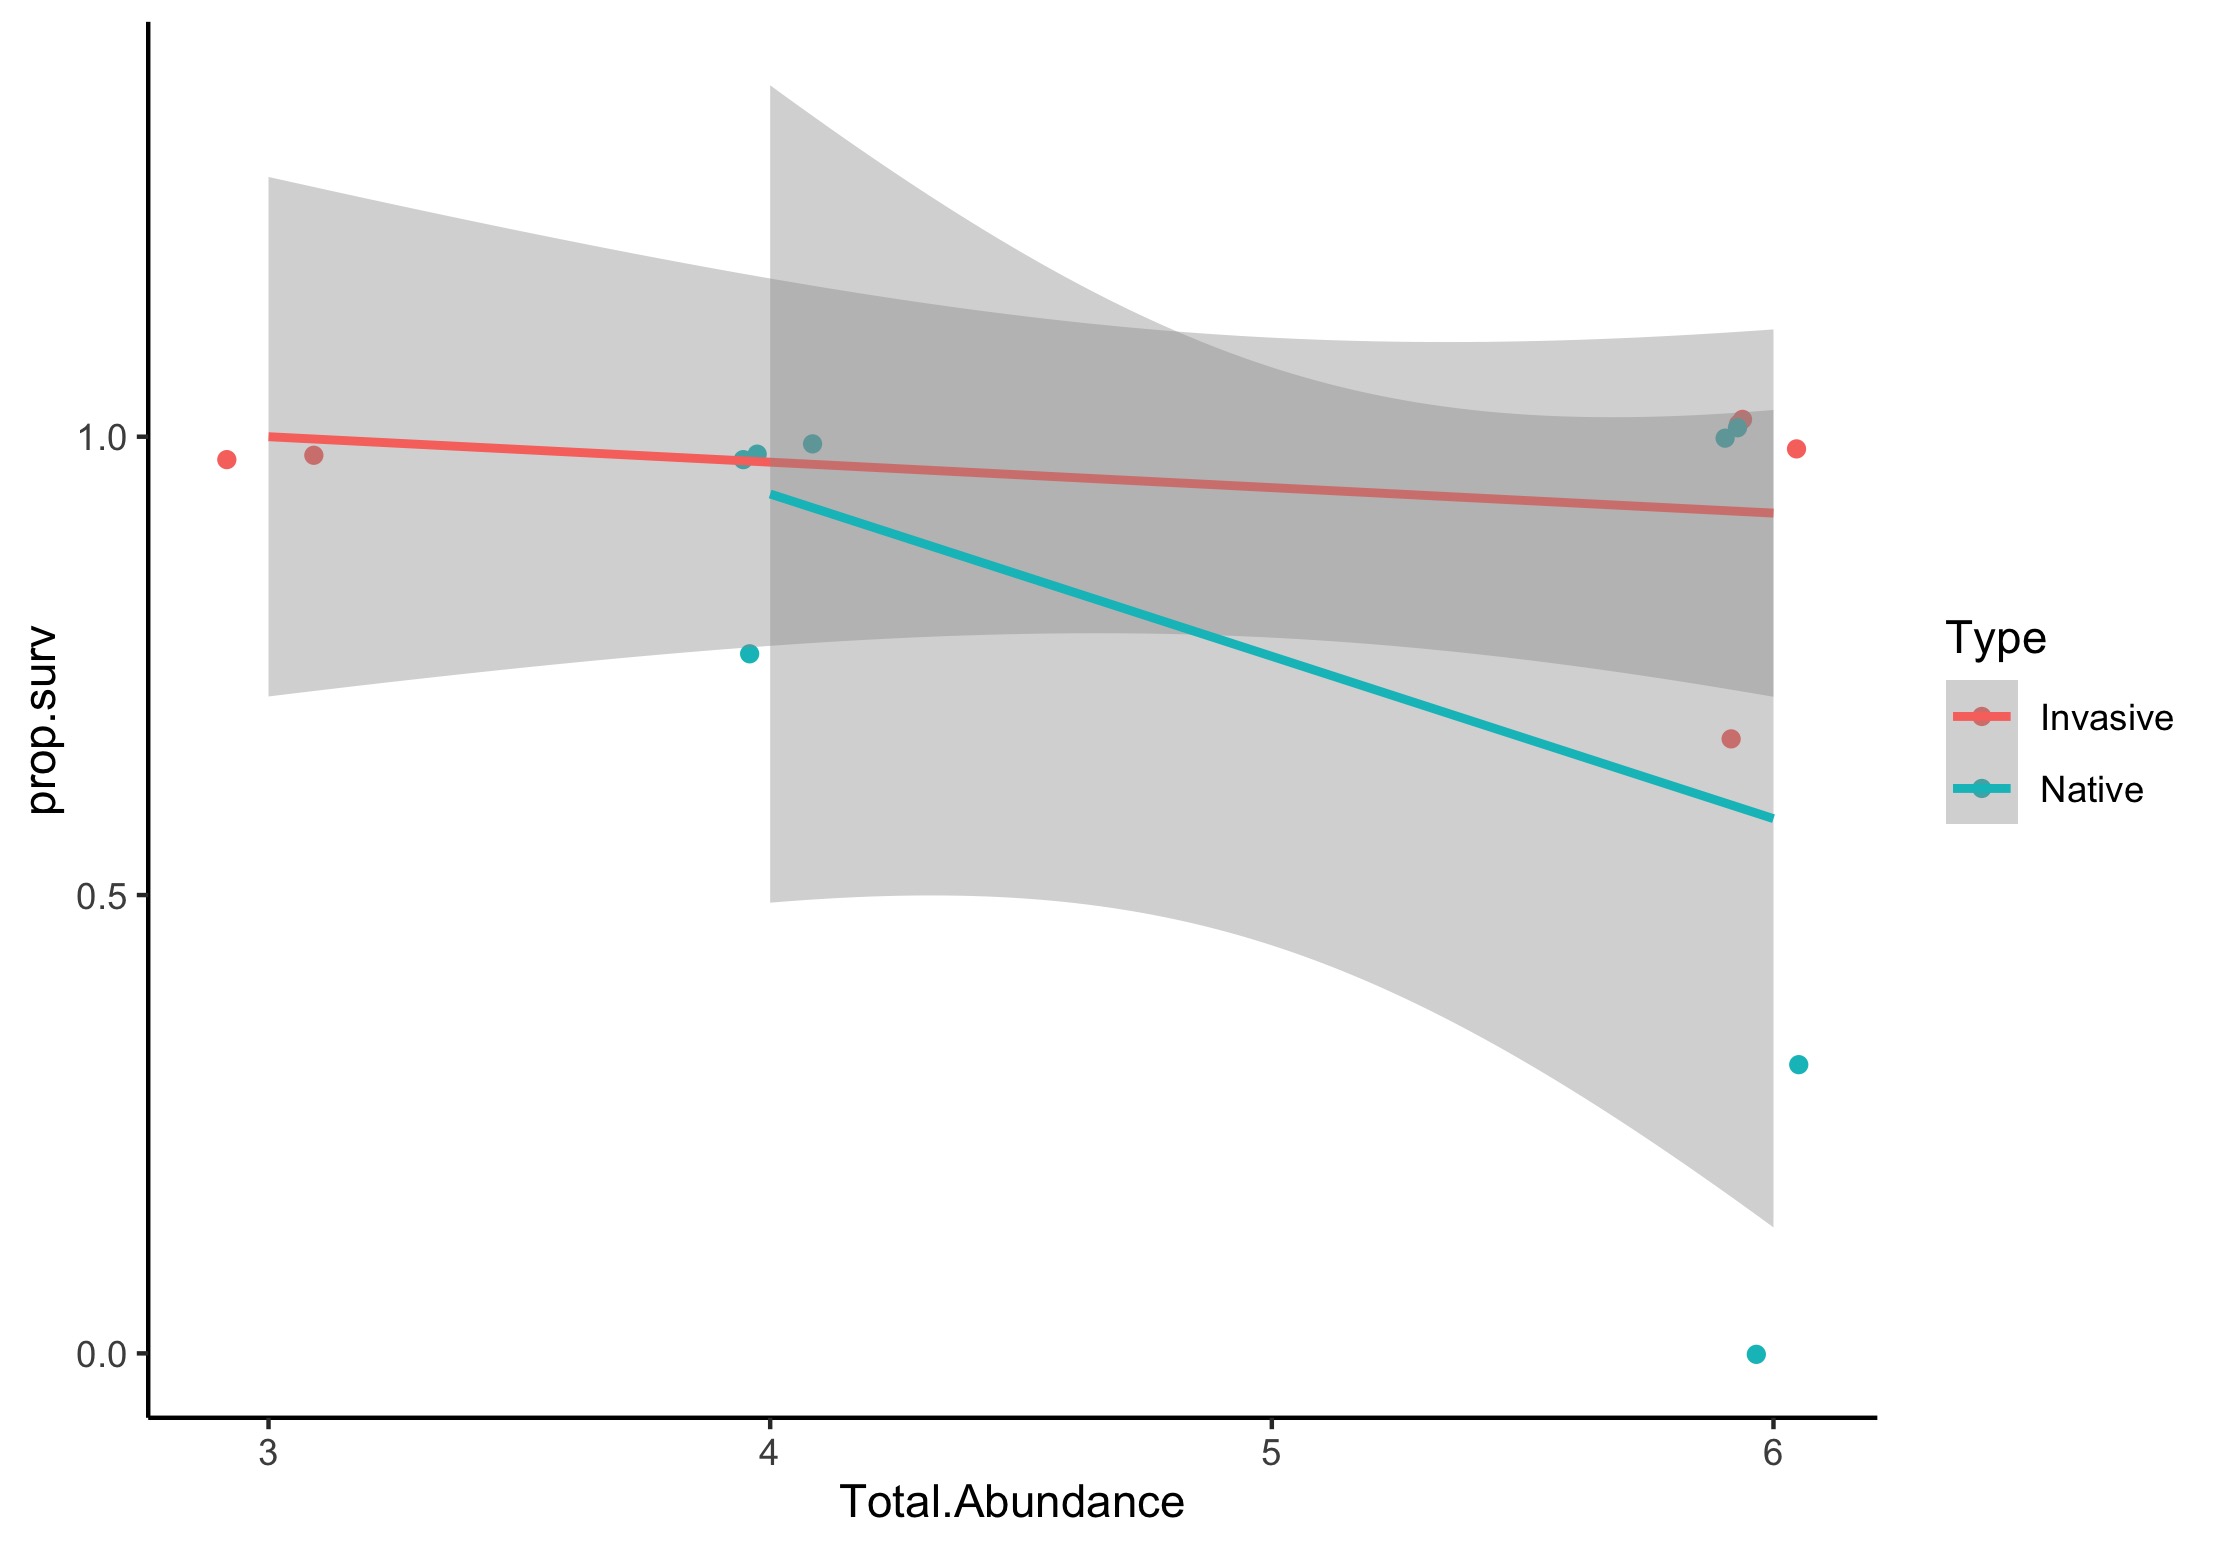 prop.surv
1.0
0.5
0.0
3 4 5 6
Total.Abundance
Type
Invasive
Native